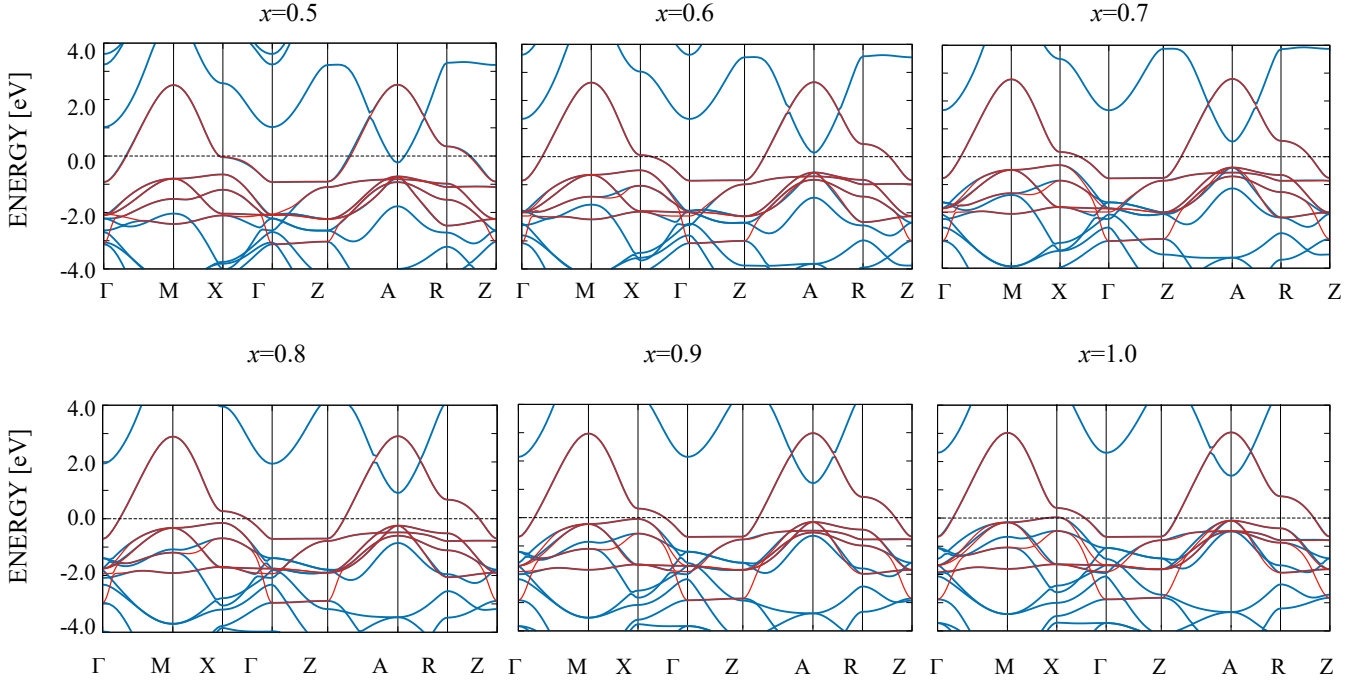 x=0.5 x=0.6 x=0.7
ENERGY [eV]
4.0
2.0
0.0
-2.0
-4.0
Γ M X Γ Z A R Z
Γ M X Γ Z A R Z
Γ M X Γ Z A R Z
x=0.8 x=0.9 x=1.0
ENERGY [eV]
4.0
2.0
0.0
-2.0
-4.0
Γ M X Γ Z A R Z
Γ M X Γ Z A R Z
Γ M X Γ Z A R Z